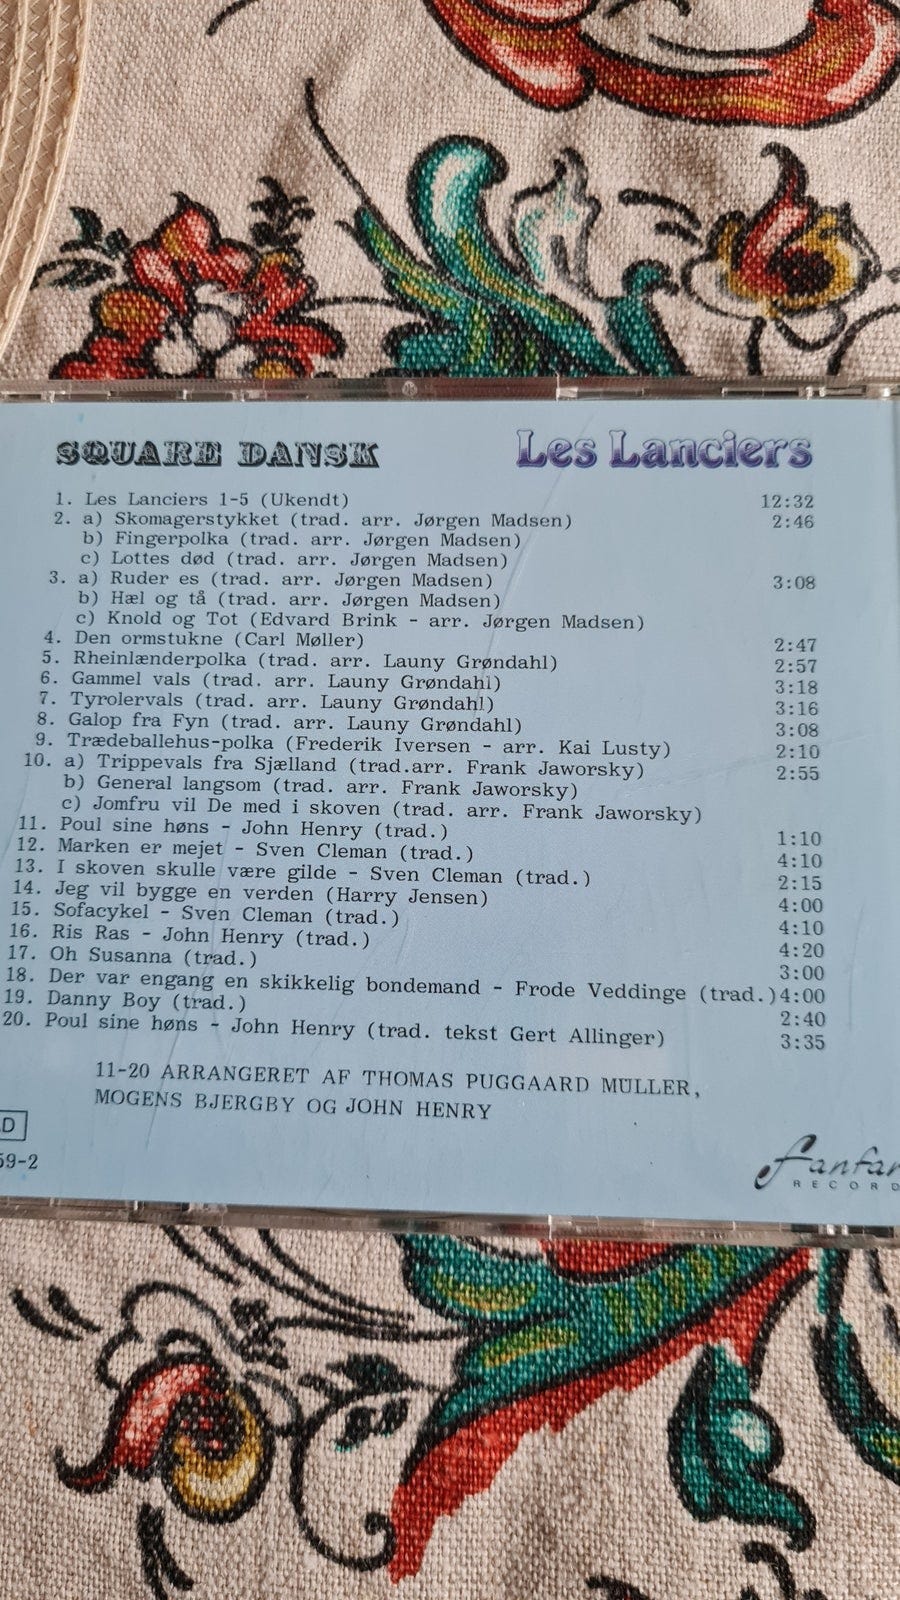 SQUARE DANSK Les Lanciers
1. Les Lanciers 1-5 (Ukendt) 12:32
2. a) Skomagerstykket (trad. arr. Jørgen Madsen) 2:46
b) Fingerpolka (trad. arr. Jørgen Madsen)
c) Lottes død (trad. arr. Jørgen Madsen)
3. a) Ruder es (trad. arr. Jørgen Madsen) 3:08
b) Hæl og tå (trad. arr. Jørgen Madsen)
c) Knold og Tot (Edvard Brink - arr. Jørgen Madsen)
4. Den ormstukne (Carl Møller) 2:47
5. Rheinlænderpolka (trad. arr. Launy Grøndahl) 2:57
6. Gammel vals (trad. arr. Launy Grøndahl) 3:18
7. Tyrolervals (trad. arr. Launy Grøndahl) 3:16
8. Galop fra Fyn (trad. arr. Launy Grøndahl) 3:08
9. Trædeballehus-polka (Frederik Iversen - arr. Kai Lusty) 2:10
10. a) Trippevals fra Sjælland (trad.arr. Frank Jaworsky) 2:55
b) General langsom (trad. arr. Frank Jaworsky)
c) Jomfru vil De med i skoven (trad. arr. Frank Jaworsky)
11. Poul sine høns - John Henry (trad.) 1:10
12. Marken er mejet - Sven Cleman (trad.) 4:10
13. I skoven skulle være gilde - Sven Cleman (trad.) 2:15
14. Jeg vil bygge en verden (Harry Jensen) 4:00
15. Sofacykel - Sven Cleman (trad.) 4:10
16. Ris Ras - John Henry (trad.) 4:20
17. Oh Susanna (trad.) 3:00
18. Der var engang en skikkelig bondemand - Frode Veddinge (trad.) 4:00
19. Danny Boy (trad.) 2:40
20. Poul sine høns - John Henry (trad. tekst Gert Allinger) 3:35
11-20 ARRANGERET AF THOMAS PUGGAARD MÜLLER,
MOGENS BJERGBY OG JOHN HENRY
D
59-2
fanfar
RECORD